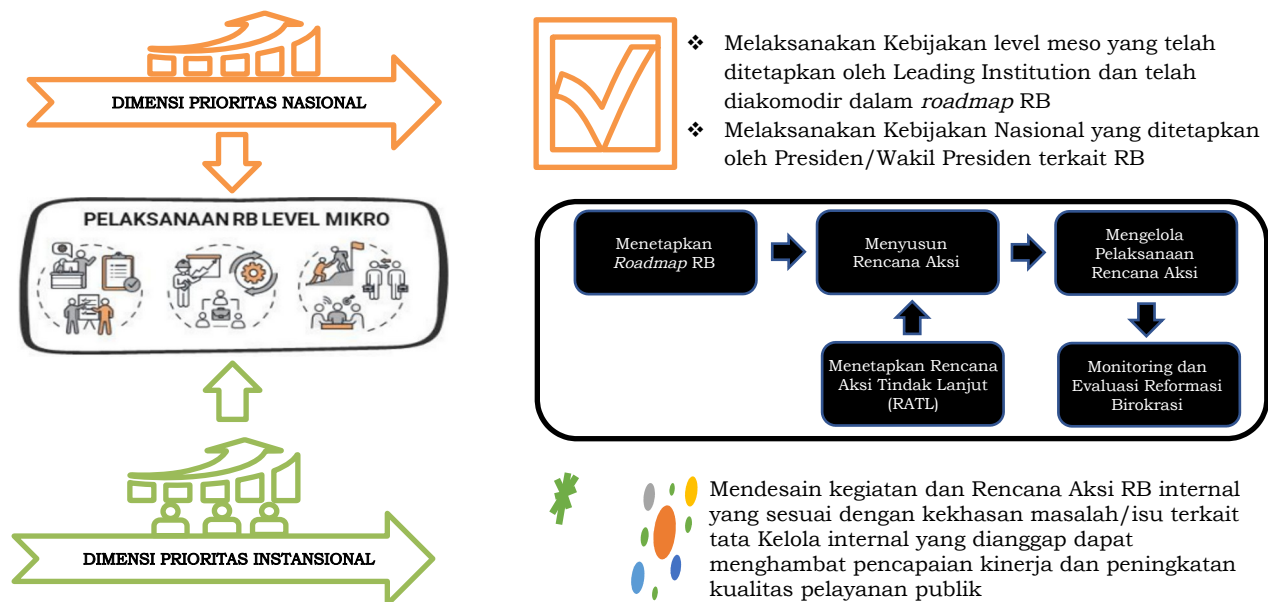 DIMENSI PRIORITAS NASIONAL
❖ Melaksanakan Kebijakan level meso yang telah
ditetapkan oleh Leading Institution dan telah
diakomodir dalam roadmap RB
❖ Melaksanakan Kebijakan Nasional yang ditetapkan
oleh Presiden/Wakil Presiden terkait RB
PELAKSANAAN RB LEVEL MIKRO
Menetapkan
Roadmap RB
Menyusun
Rencana Aksi
Mengelola
Pelaksanaan
Rencana Aksi
Menetapkan Rencana
Aksi Tindak Lanjut
(RATL)
Monitoring dan
Evaluasi Reformasi
Birokrasi
DIMENSI PRIORITAS INSTANSIONAL
Mendesain kegiatan dan Rencana Aksi RB internal
yang sesuai dengan kekhasan masalah/isu terkait
tata Kelola internal yang dianggap dapat
menghambat pencapaian kinerja dan peningkatan
kualitas pelayanan publik